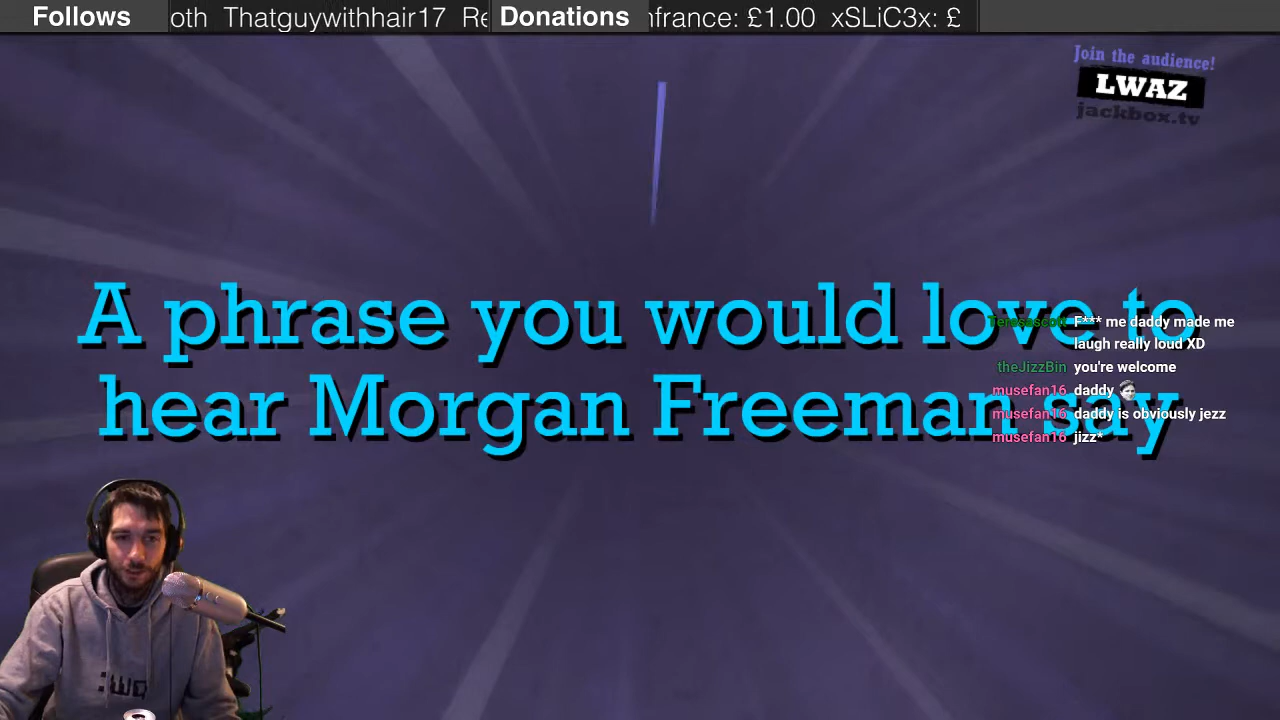 Follows
oth Thatguywithhair17 Re
Donations
nfrance: £1.00 xSLiC3x: £
Join the audience!
LWAZ
jackbox.tv
A phrase you would love to
hear Morgan Freeman say
Teresascott F*** me daddy made me
laugh really loud XD
theJizzBin you're welcome
musefan16 daddy
musefan16 daddy is obviously jezz
musefan16 jizz*
:wq